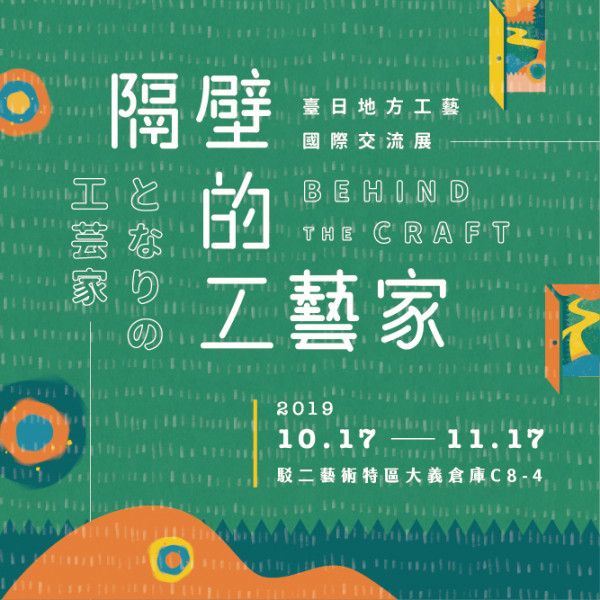 隔壁
的
工藝家
臺日地方工藝
國際交流展
BEHIND
THE CRAFT
となりの
工芸家
2019
10.17 — 11.17
駁二藝術特區大義倉庫C8-4